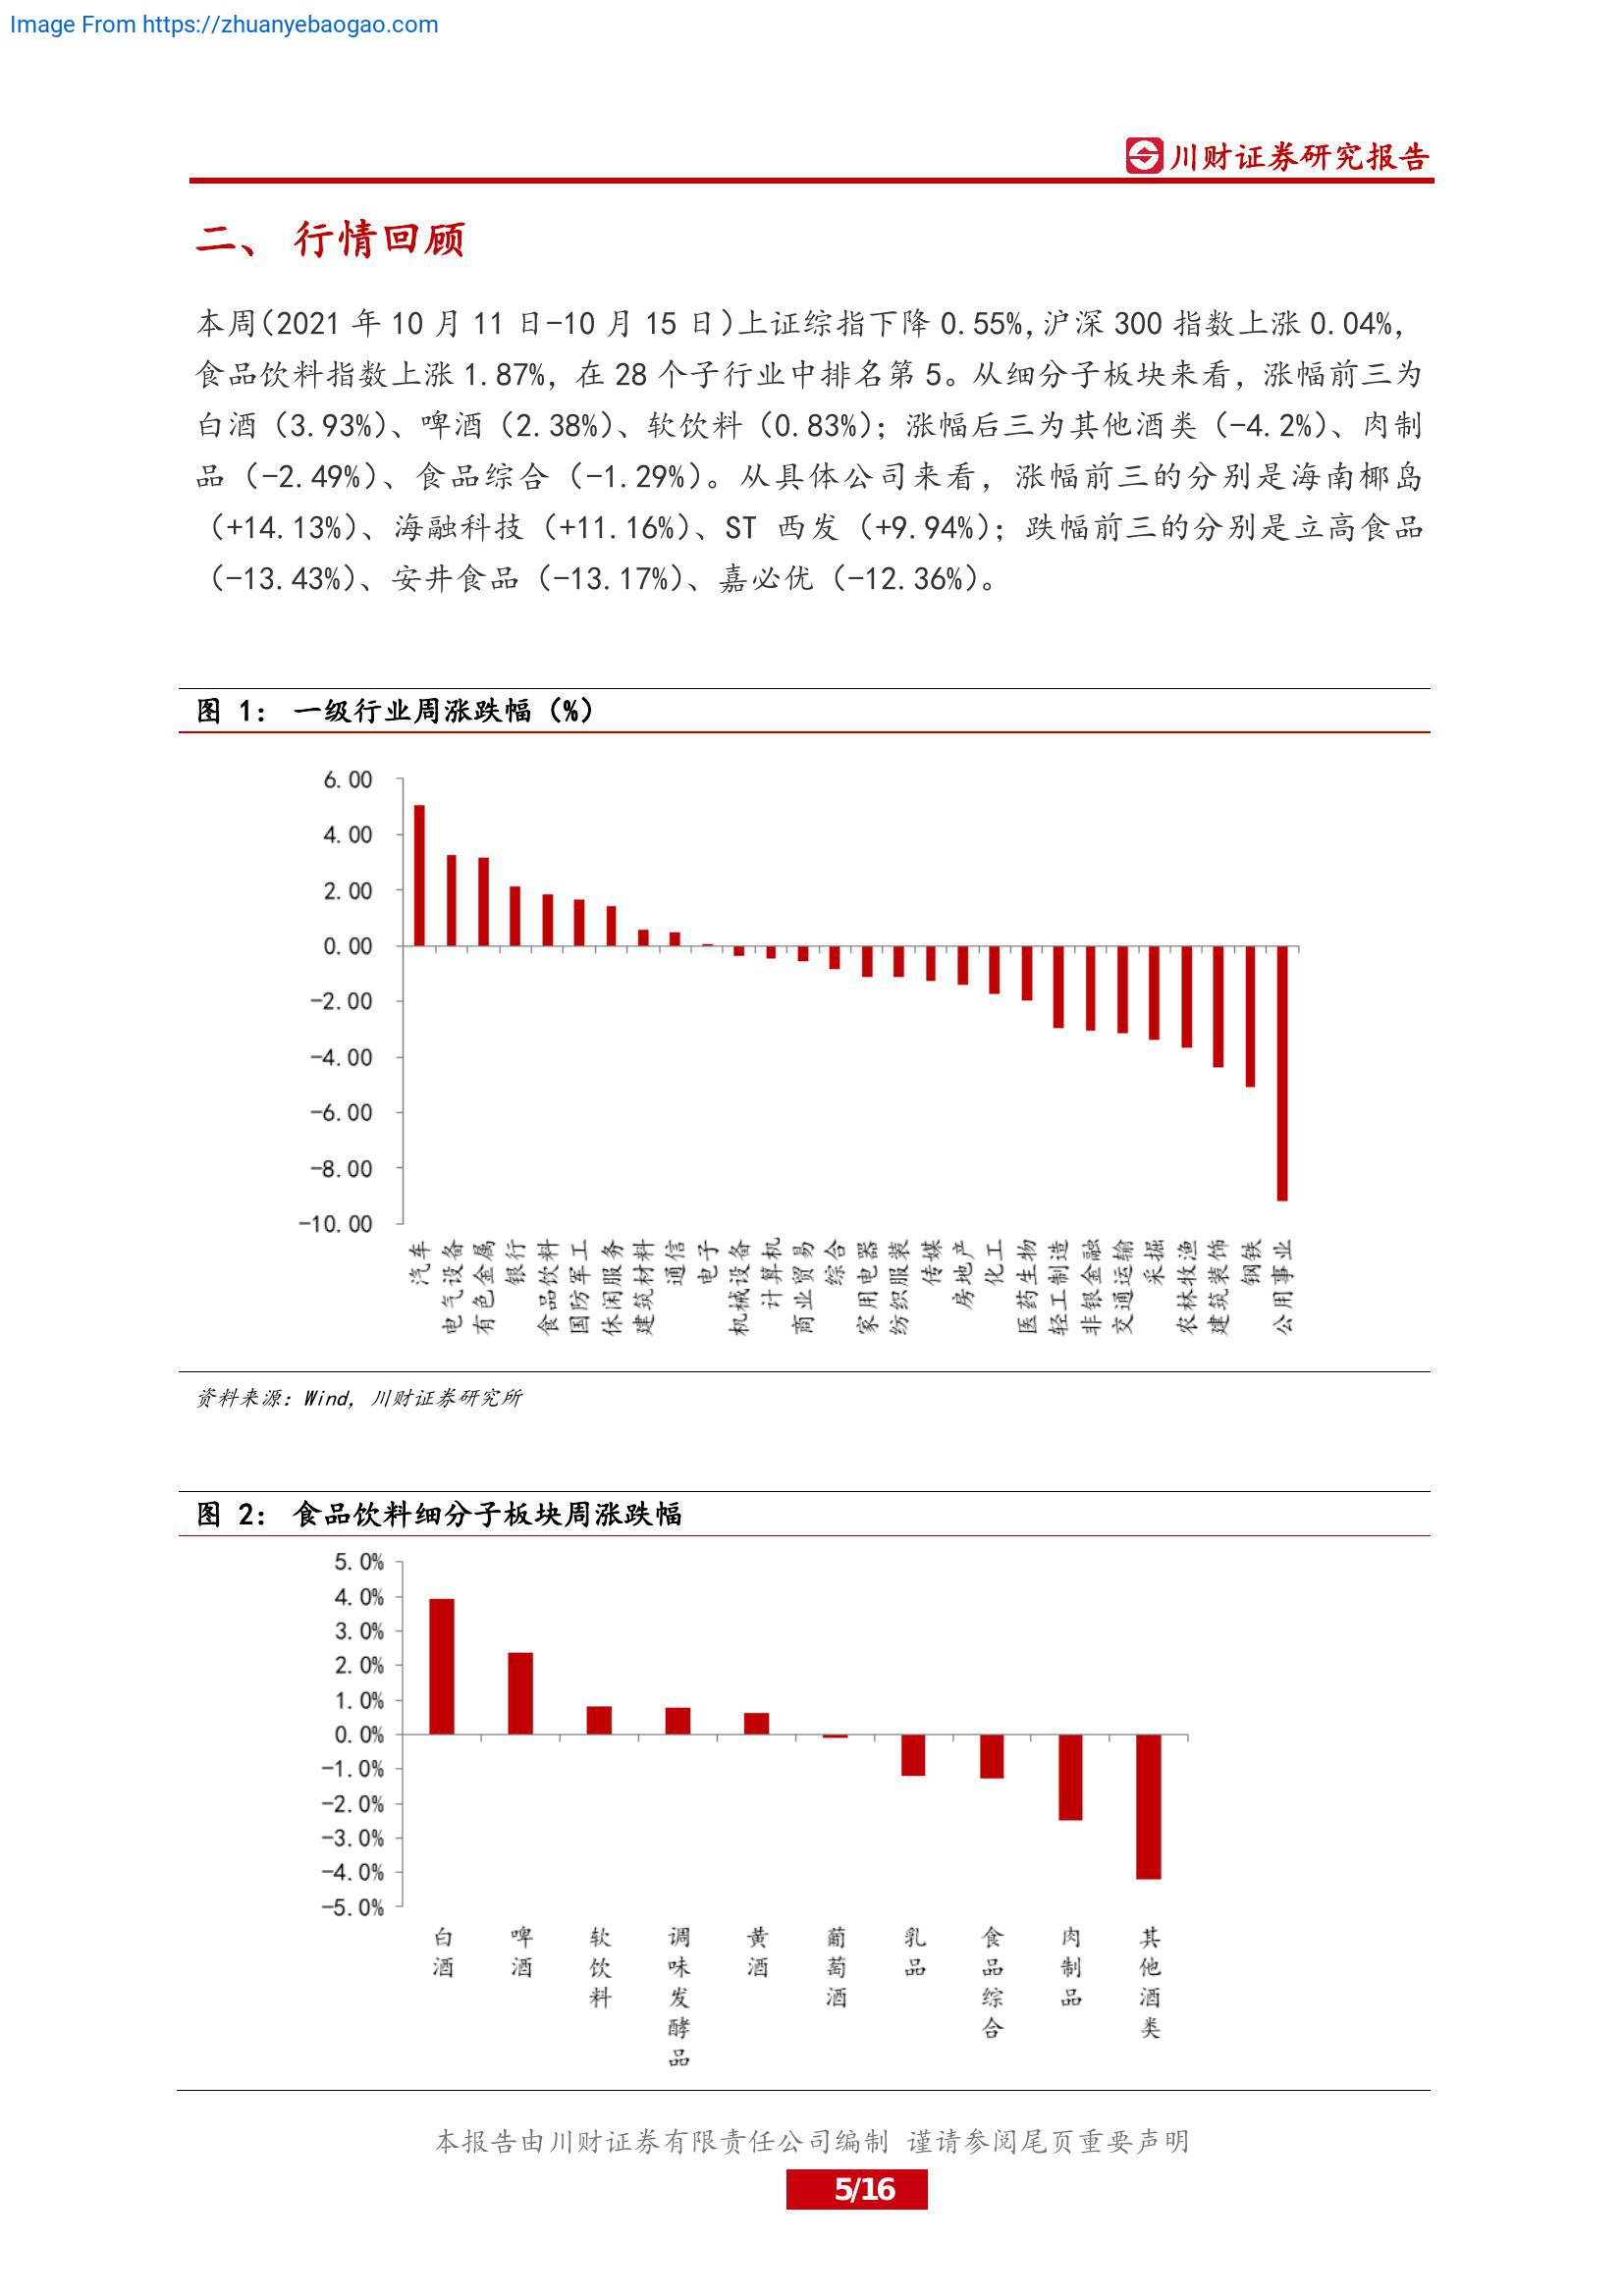 Image From https://zhuanyebaogao.com
川财证券研究报告
二、 行情回顾
本周(2021 年 10 月 11 日-10 月 15 日)上证综指下降 0.55%,沪深 300 指数上涨 0.04%,
食品饮料指数上涨 1.87%, 在 28 个子行业中排名第 5。从细分子板块来看, 涨幅前三为
白酒（3.93%）、啤酒（2.38%）、软饮料（0.83%）；涨幅后三为其他酒类（-4.2%）、肉制
品（-2.49%）、食品综合（-1.29%）。从具体公司来看, 涨幅前三的分别是海南椰岛
（+14.13%）、海融科技（+11.16%）、ST 西发（+9.94%）；跌幅前三的分别是立高食品
（-13.43%）、安井食品（-13.17%）、嘉必优（-12.36%）。
图 1： 一级行业周涨跌幅（%）
6.00
4.00
2.00
0.00
-2.00
-4.00
-6.00
-8.00
-10.00
汽车
电气设备
有色金属
银行
食品饮料
国防军工
休闲服务
建筑材料
通信
电子
机械设备
计算机
商业贸易
综合
家用电器
纺织服装
传媒
房地产
化工
医药生物
轻工制造
非银金融
交通运输
采掘
农林牧渔
建筑装饰
钢铁
公用事业
资料来源：Wind, 川财证券研究所
图 2： 食品饮料细分子板块周涨跌幅
5.0%
4.0%
3.0%
2.0%
1.0%
0.0%
-1.0%
-2.0%
-3.0%
-4.0%
-5.0%
白酒
啤酒
软饮料
调味发酵品
黄酒
葡萄酒
乳品
食品综合
肉制品
其他酒类
本报告由川财证券有限责任公司编制 谨请参阅尾页重要声明
5/16